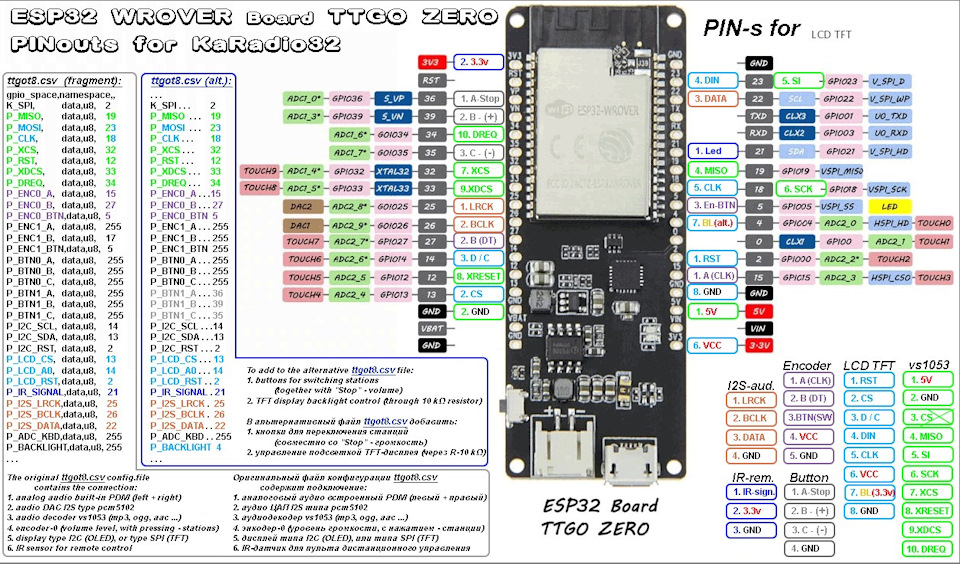 ESP32 WROVER Board TTGO ZERO
PINouts for KaRadio32
PIN-s for LCD TFT
ttgot8.csv (fragment):
gpio_space,namespace,,
K_SPI, data,u8, 2
P_MISO, data,u8, 19
P_MOSI, data,u8, 23
P_CLK, data,u8, 18
P_XCS, data,u8, 32
P_RST, data,u8, 12
P_XDCS, data,u8, 33
P_DREQ, data,u8, 34
P_ENC0_A, data,u8, 15
P_ENC0_B, data,u8, 27
P_ENC0_BTN,data,u8, 5
P_ENC1_A, data,u8, 255
P_ENC1_B, data,u8, 17
P_ENC1_BTN,data,u8, 5
P_BTN0_A, data,u8, 255
P_BTN0_B, data,u8, 255
P_BTN0_C, data,u8, 255
P_BTN1_A, data,u8, 255
P_BTN1_B, data,u8, 255
P_BTN1_C, data,u8, 255
P_I2C_SCL, data,u8, 14
P_I2C_SDA, data,u8, 13
P_I2C_RST, data,u8, 2
P_LCD_CS, data,u8, 13
P_LCD_A0, data,u8, 14
P_LCD_RST, data,u8, 2
P_IR_SIGNAL,data,u8, 21
P_I2S_LRCK, data,u8, 25
P_I2S_BCLK, data,u8, 26
P_I2S_DATA, data,u8, 22
P_ADC_KBD, data,u8, 255
P_BACKLIGHT,data,u8, 255
...
ttgot8.csv (alt.):
...
K_SPI... 2
P_MISO... 19
P_MOSI ... 23
P_CLK... 18
P_XCS... 32
P_RST... 12
P_XDCS... 33
P_DREQ... 34
P_ENC0_A...15
P_ENC0_B...27
P_ENC0_BTN 5
P_ENC1_A...255
P_ENC1_B...255
P_ENC1_BTN 255
P_BTN0_A...255
P_BTN0_B...255
P_BTN0_C...255
P_BTN1_A...36
P_BTN1_B...39
P_BTN1_C...35
P_I2C_SCL...14
P_I2C_SDA...13
P_I2C_RST... 2
P_LCD_CS... 13
P_LCD_A0... 14
P_LCD_RST... 2
P_IR_SIGNAL .21
P_I2S_LRCK . 25
P_I2S_BCLK . 26
P_I2S_DATA.. 22
P_ADC_KBD.. 255
P_BACKLIGHT 4
...
3V3 2. 3.3v
RST
ADC1_0* GPIO36 S_VP 36 1. A-Stop
ADC1_3* GPIO39 S_VN 39 2. B - (+)
ADC1_6* GOIO34 34 10. DREQ
ADC1_7* GOIO35 35 3. C - (-)
TOUCH9 ADC1_4* GPIO32 XTAL32 32 7. XCS
TOUCH8 ADC1_5* GPIO33 XTAL32 33 9.XDCS
DAC2 ADC2_8* GOIO25 25 1. LRCK
DAC1 ADC2_9* GOIO26 26 2. BCLK
TOUCH7 ADC2_7* GPIO27 27 2. B (DT)
TOUCH6 ADC2_6* GPIO14 14 3. D / C
TOUCH5 ADC2_5 GPIO12 12 8. XRESET
TOUCH4 ADC2_4 GPIO13 13 2. CS
GND 2. GND
VBAT
GND
GND
4. DIN 23 5. SI GPIO23 V_SPI_D
3. DATA 22 SCL GPIO22 V_SPI_WP
TXD CLX3 GPIO01 U0_TXD
RXD CLX2 GPIO03 U0_RXD
1. Led 21 SDA GPIO21 V_SPI_HD
4. MISO 19 GPIO19 VSPI_MISO
5. CLK 18 6. SCK GPIO18 VSPI_SCK
3. En-BTN 5 GPIO05 VSPI_SS LED
7. BL(alt.) 4 GPIO04 ADC2_0 HSPI_HD TOUCH0
0 CLX1 GPIO0 ADC2_1 TOUCH1
1. RST 2 GPIO00 ADC2_2* TOUCH2
1. A (CLK) 15 GPIO15 ADC2_3 HSPI_CSO TOUCH3
8. GND GND
1. 5V 5V
VIN
6. VCC 3.3V
ESP32-WROVER
To add to the alternative ttgot8.csv file:
1. buttons for switching stations
(together with "Stop" - volume)
2. TFT display backlight control (through 10 kΩ resistor)
В альтернативный файл ttgot8.csv добавить:
1. кнопки для переключения станций
(совместно со "Stop" - громкость)
2. управление подсветкой TFT-дисплея (через R-10 kΩ)
The original ttgot8.csv config.file
contains the connection:
1. analog audio built-in PDM (left + right)
2. audio DAC I2S type pcm5102
3. audio decoder vs1053 (mp3, ogg, aac ...)
4. encoder-0 (volume level, with pressing - stations)
5. display type I2C (OLED), or type SPI (TFT)
6. IR sensor for remote control
Оригинальный файл конфигурации ttgot8.csv
содержит подключение:
1. аналоговый аудио встроенный PDM (левый + правый)
2. аудио ЦАП I2S типа pcm5102
3. аудиодекодер vs1053 (mp3, ogg, aac ...)
4. энкодер-0 (уровень громкости, с нажатием - станции)
5. дисплей типа I2C (OLED), или типа SPI (TFT)
6. IR-датчик для пульта дистанционного управления
ESP32 Board
TTGO ZERO
I2S-aud.
1. LRCK
2. BCLK
3. DATA
4. GND
IR-rem.
1. IR-sign.
2. 3.3v
3. GND
Encoder
1. A (CLK)
2. B (DT)
3.BTN(SW)
4. VCC
5. GND
Button
1. A-Stop
2. B - (+)
3. C - (-)
4. GND
LCD TFT
1. RST
2. CS
3. D / C
4. DIN
5. CLK
6. VCC
7. BL(3.3v)
8. GND
vs1053
1. 5V
2. GND
3. CS
4. MISO
5. SI
6. SCK
7. XCS
8. XRESET
9.XDCS
10. DREQ